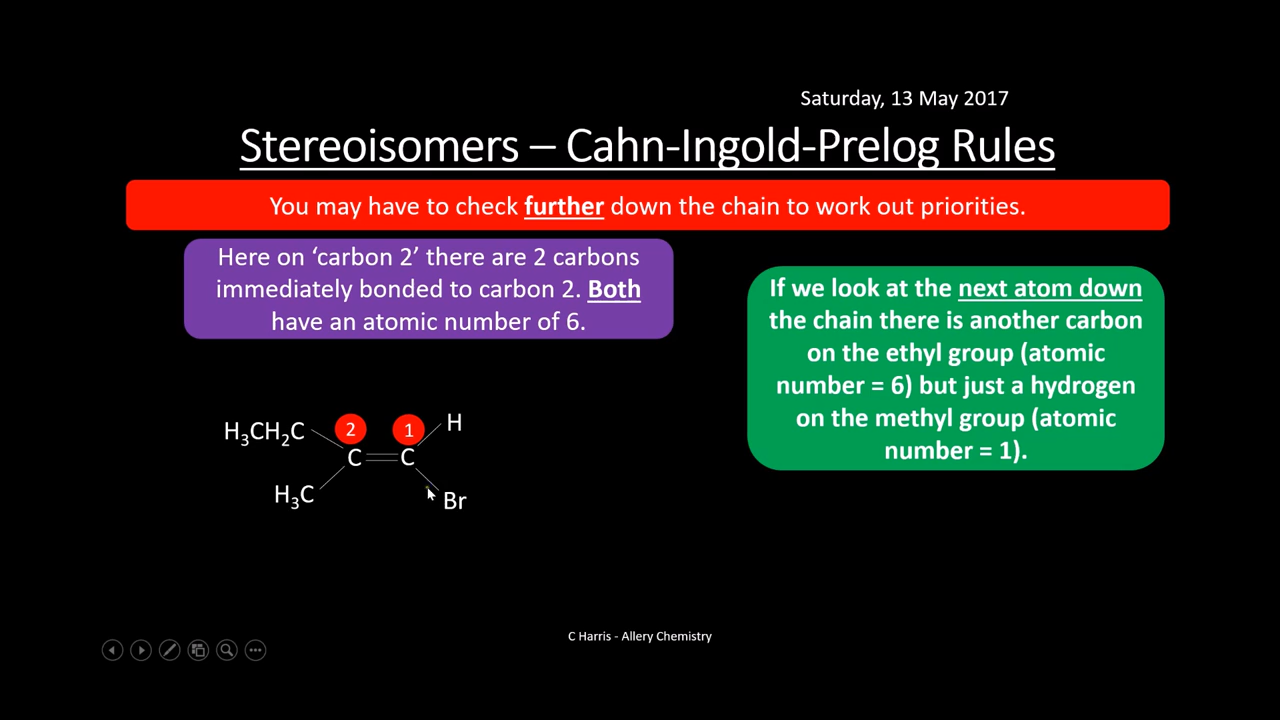 Saturday, 13 May 2017
Stereoisomers – Cahn-Ingold-Prelog Rules
You may have to check further down the chain to work out priorities.
Here on ‘carbon 2’ there are 2 carbons
immediately bonded to carbon 2. Both
have an atomic number of 6.
If we look at the next atom down
the chain there is another carbon
on the ethyl group (atomic
number = 6) but just a hydrogen
on the methyl group (atomic
number = 1).
H₃CH₂C 2 1 H
C C
H₃C Br
C Harris - Allery Chemistry